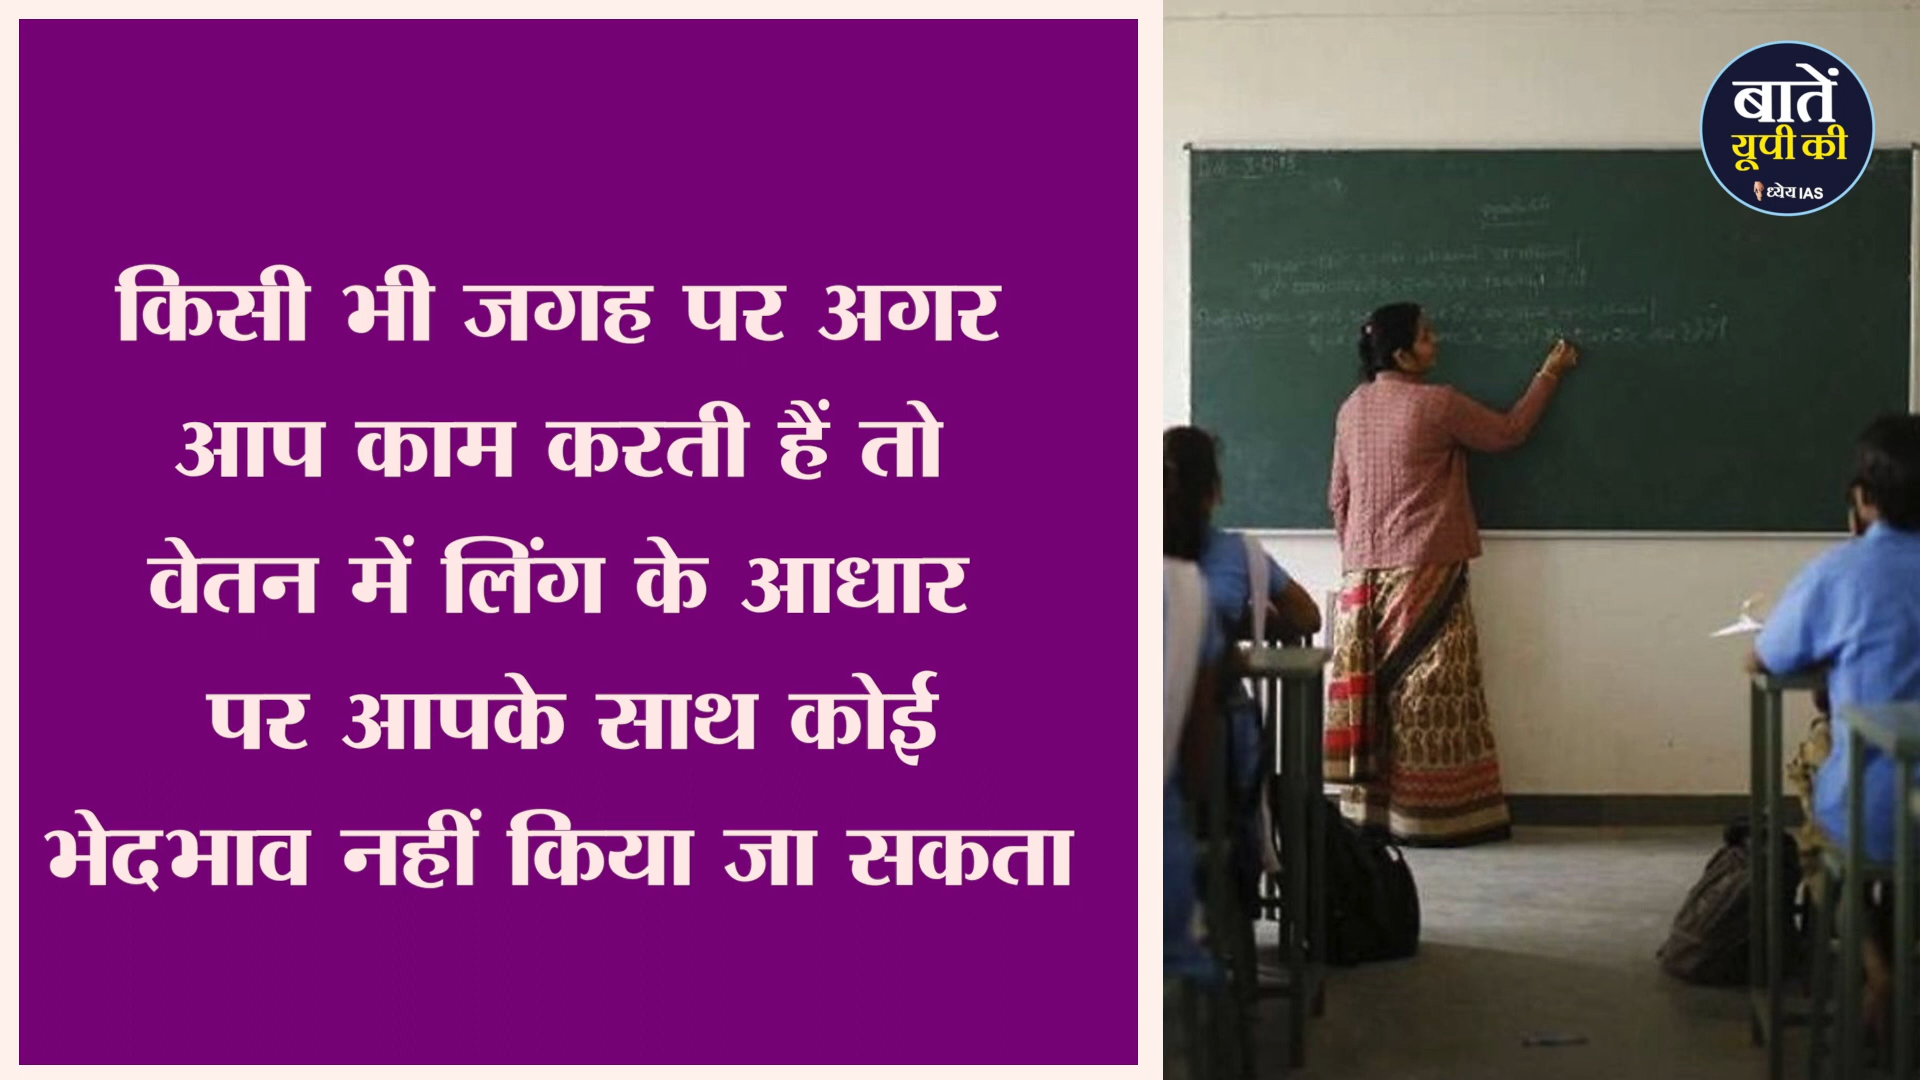 किसी भी जगह पर अगर
आप काम करती हैं तो
वेतन में लिंग के आधार
पर आपके साथ कोई
भेदभाव नहीं किया जा सकता
बातें
यूपी की
ध्येय IAS